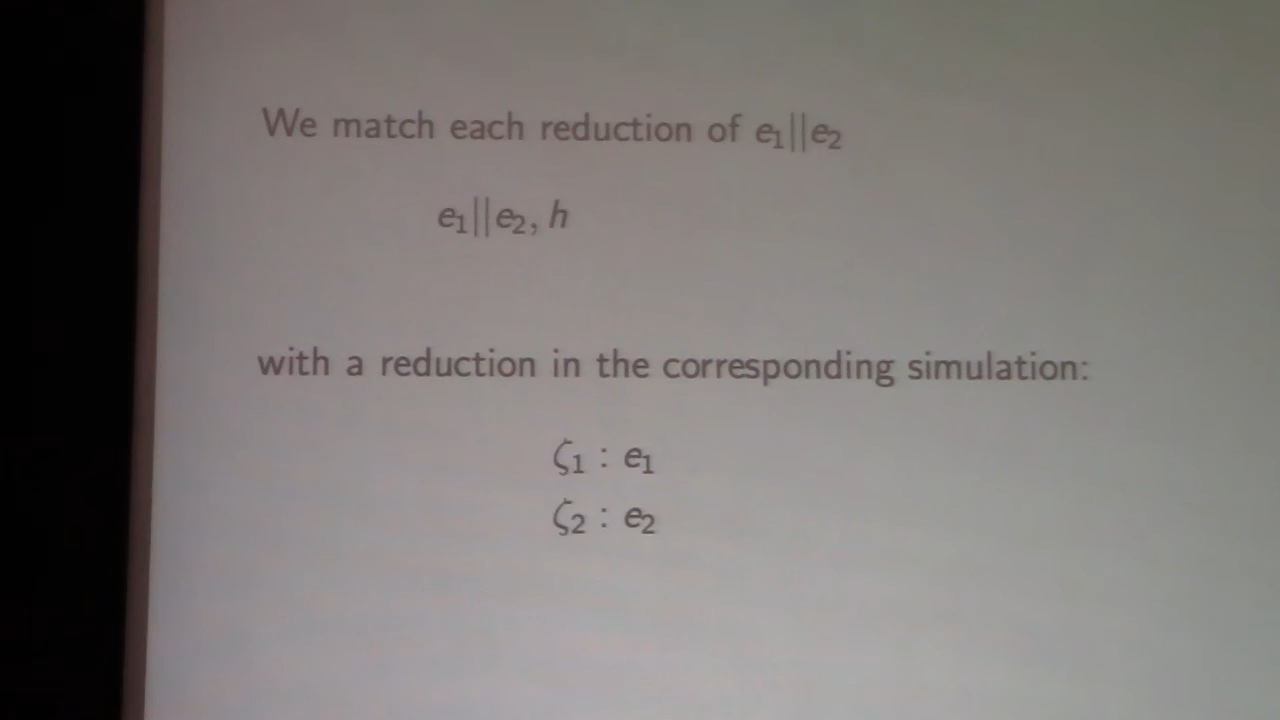 We match each reduction of e₁||e₂
e₁||e₂, h
with a reduction in the corresponding simulation:
ζ₁ : e₁
ζ₂ : e₂